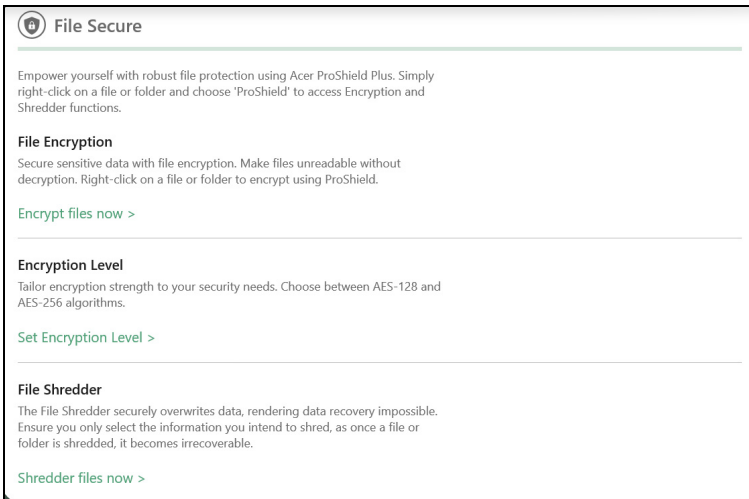 File Secure
Empower yourself with robust file protection using Acer ProShield Plus. Simply
right-click on a file or folder and choose 'ProShield' to access Encryption and
Shredder functions.
File Encryption
Secure sensitive data with file encryption. Make files unreadable without
decryption. Right-click on a file or folder to encrypt using ProShield.
Encrypt files now >
Encryption Level
Tailor encryption strength to your security needs. Choose between AES-128 and
AES-256 algorithms.
Set Encryption Level >
File Shredder
The File Shredder securely overwrites data, rendering data recovery impossible.
Ensure you only select the information you intend to shred, as once a file or
folder is shredded, it becomes irrecoverable.
Shredder files now >